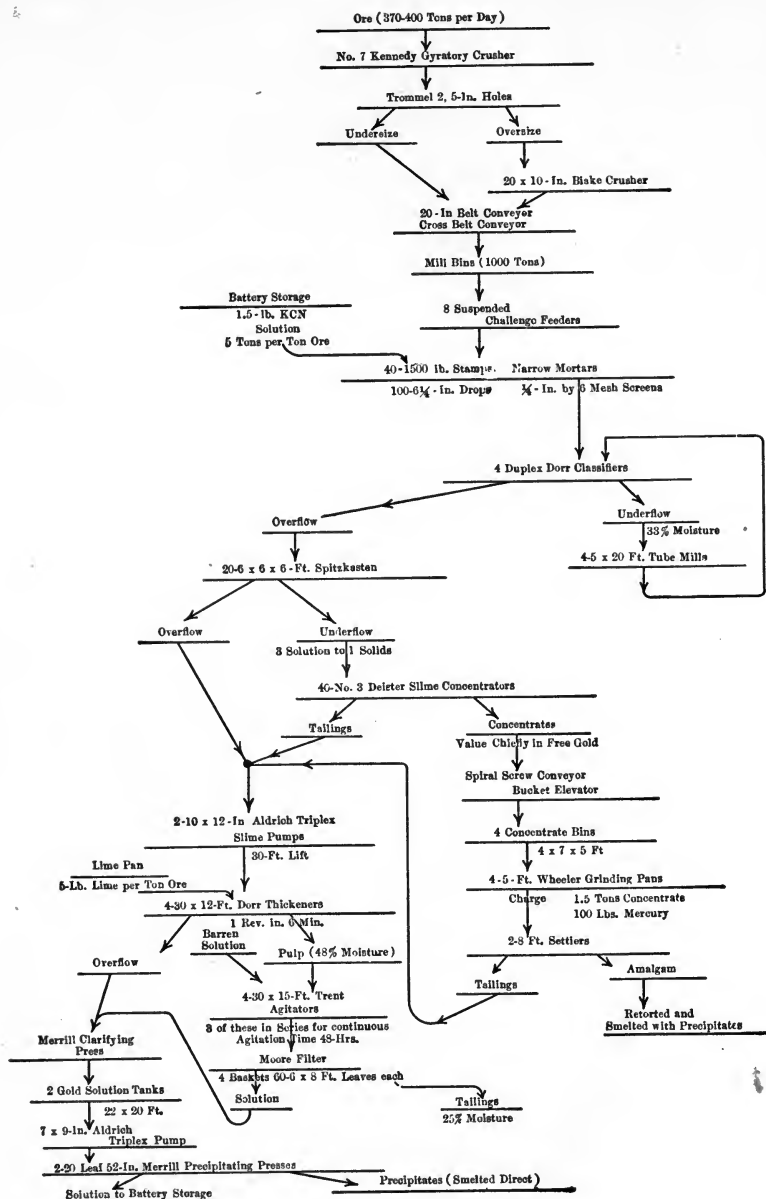 Ore (370-400 Tons per Day)
No. 7 Kennedy Gyratory Crusher
Trommel 2, 5-In. Holes
Undersize
Oversize
20 x 10-In. Blake Crusher
20-In Belt Conveyor
Cross Belt Conveyor
Mill Bins (1000 Tons)
Battery Storage
1.5-lb. KCN
Solution
5 Tons per Ton Ore
8 Suspended
Challenge Feeders
40-1500 lb. Stamps. Narrow Mortars
100-6¼-In. Drops ¼-In. by 6 Mesh Screens
4 Duplex Dorr Classifiers
Overflow
Underflow
33% Moisture
4-5 x 20 Ft. Tube Mills
20-6 x 6 x 6-Ft. Spitzkasten
Overflow
Underflow
3 Solution to 1 Solids
40-No. 3 Deister Slime Concentrators
Tailings
Concentrates
Value Chiefly in Free Gold
Spiral Screw Conveyor
Bucket Elevator
2-10 x 12-In Aldrich Triplex
Slime Pumps
30-Ft. Lift
4 Concentrate Bins
4 x 7 x 5 Ft
Lime Pan
5-Lb. Lime per Ton Ore
4-30 x 12-Ft. Dorr Thickeners
1 Rev. in. 6 Min.
4-5-Ft. Wheeler Grinding Pans
Charge 1.5 Tons Concentrate
100 Lbs. Mercury
2-8 Ft. Settlers
Overflow
Barren
Solution
Pulp (48% Moisture)
Tailings
Amalgam
Retorted and
Smelted with Precipitates
4-30 x 15-Ft. Trent
Agitators
3 of these in Series for continuous
Agitation Time 48-Hrs.
Merrill Clarifying
Press
Moore Filter
4 Baskets 60-6 x 8 Ft. Leaves each
2 Gold Solution Tanks
22 x 20 Ft.
Solution
Tailings
25% Moisture
7 x 9-In. Aldrich
Triplex Pump
2-20 Leaf 52-In. Merrill Precipitating Presses
Solution to Battery Storage
Precipitates (Smelted Direct)